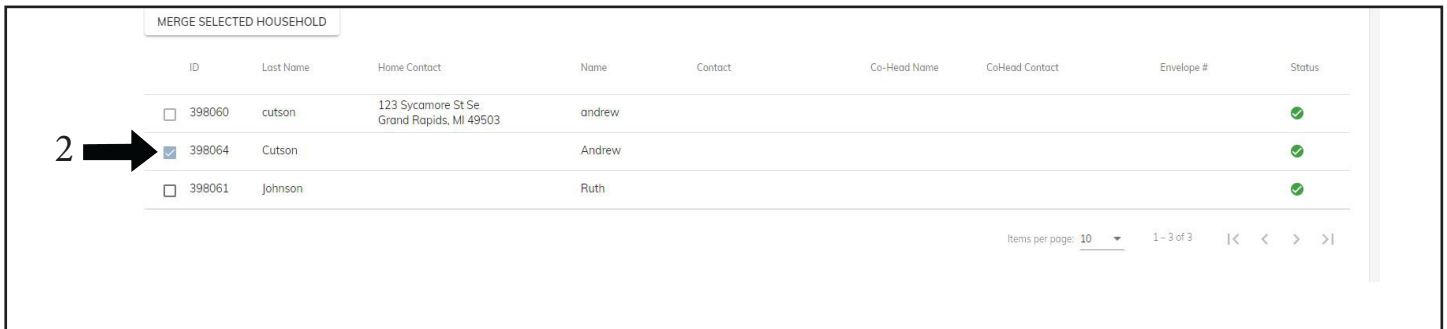 MERGE SELECTED HOUSEHOLD
ID Last Name Home Contact Name Contact Co-Head Name CoHead Contact Envelope # Status
398060 cutson 123 Sycamore St Se andrew
Grand Rapids, MI 49503
2 398064 Cutson Andrew
398061 Johnson Ruth
Items per page: 10 1 – 3 of 3